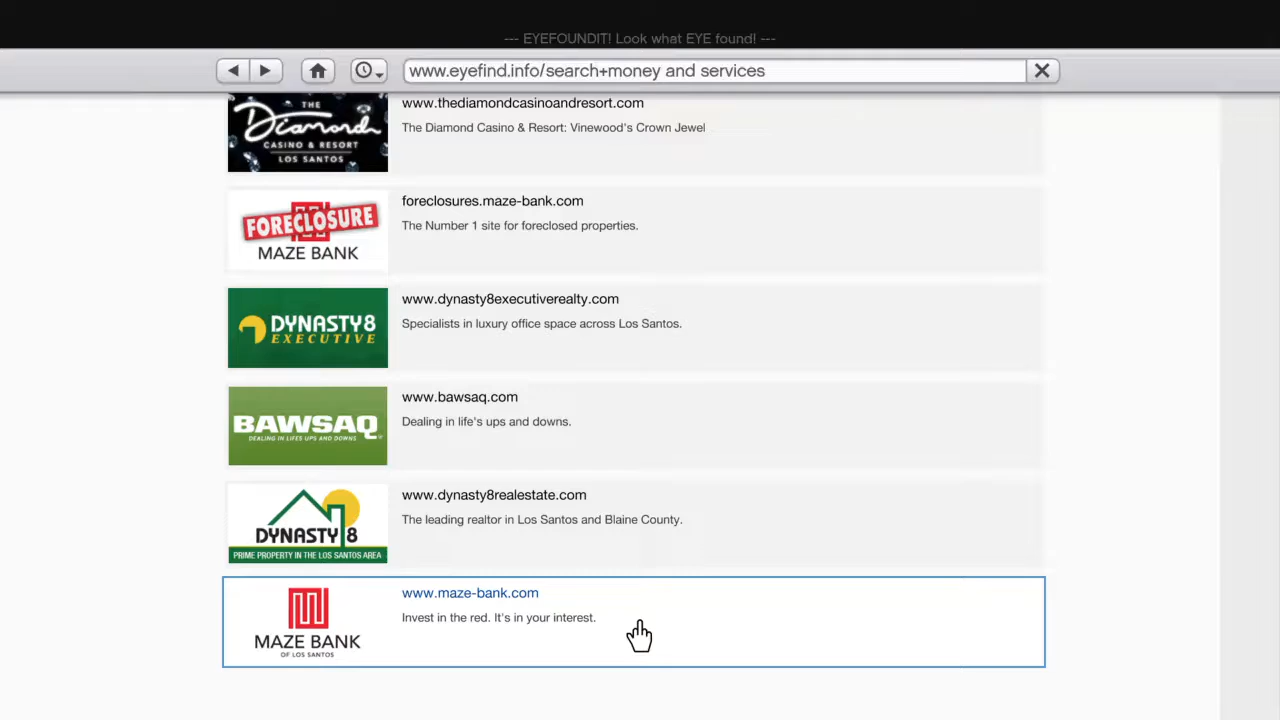 --- EYEFOUNDIT! Look what EYE found! ---
www.eyefind.info/search+money and services
THE
Diamond
CASINO & RESORT
LOS SANTOS
www.thediamondcasinoandresort.com
The Diamond Casino & Resort: Vinewood's Crown Jewel
FORECLOSURE
MAZE BANK
foreclosures.maze-bank.com
The Number 1 site for foreclosed properties.
DYNASTY8
EXECUTIVE
www.dynasty8executiverealty.com
Specialists in luxury office space across Los Santos.
BAWSAQ
DEALING IN LIFES UPS AND DOWNS
www.bawsaq.com
Dealing in life's ups and downs.
DYNASTY 8
PRIME PROPERTY IN THE LOS SANTOS AREA
www.dynasty8realestate.com
The leading realtor in Los Santos and Blaine County.
MAZE BANK
OF LOS SANTOS
www.maze-bank.com
Invest in the red. It's in your interest.